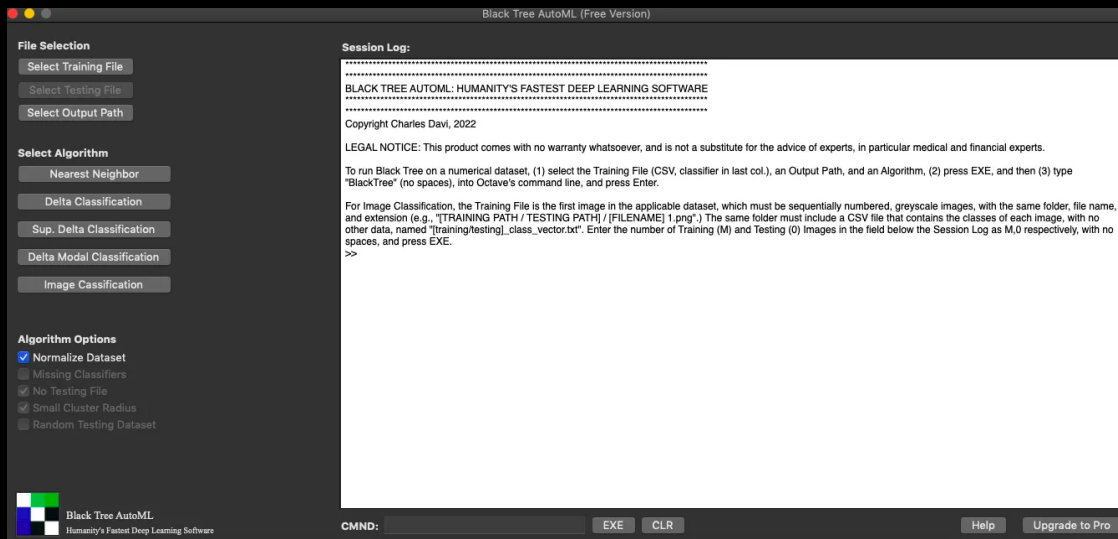 Black Tree AutoML (Free Version)
File Selection
Select Training File
Select Testing File
Select Output Path
Select Algorithm
Nearest Neighbor
Delta Classification
Sup. Delta Classification
Delta Modal Classification
Image Cassification
Algorithm Options
Normalize Dataset
Missing Classifiers
No Testing File
Small Cluster Radius
Random Testing Dataset
Black Tree AutoML
Humanity's Fastest Deep Learning Software
Session Log:
BLACK TREE AUTOML: HUMANITY'S FASTEST DEEP LEARNING SOFTWARE
Copyright Charles Davi, 2022
LEGAL NOTICE: This product comes with no warranty whatsoever, and is not a substitute for the advice of experts, in particular medical and financial experts.
To run Black Tree on a numerical dataset, (1) select the Training File (CSV, classifier in last col.), an Output Path, and an Algorithm, (2) press EXE, and then (3) type
"BlackTree" (no spaces), into Octave's command line, and press Enter.
For Image Classification, the Training File is the first image in the applicable dataset, which must be sequentially numbered, greyscale images, with the same folder, file name,
and extension (e.g., "[TRAINING PATH / TESTING PATH] / [FILENAME] 1.png".) The same folder must include a CSV file that contains the classes of each image, with no
other data, named "[training/testing]_class_vector.txt". Enter the number of Training (M) and Testing (0) Images in the field below the Session Log as M,0 respectively, with no
spaces, and press EXE.
>>
CMND:
EXE
CLR
Help
Upgrade to Pro